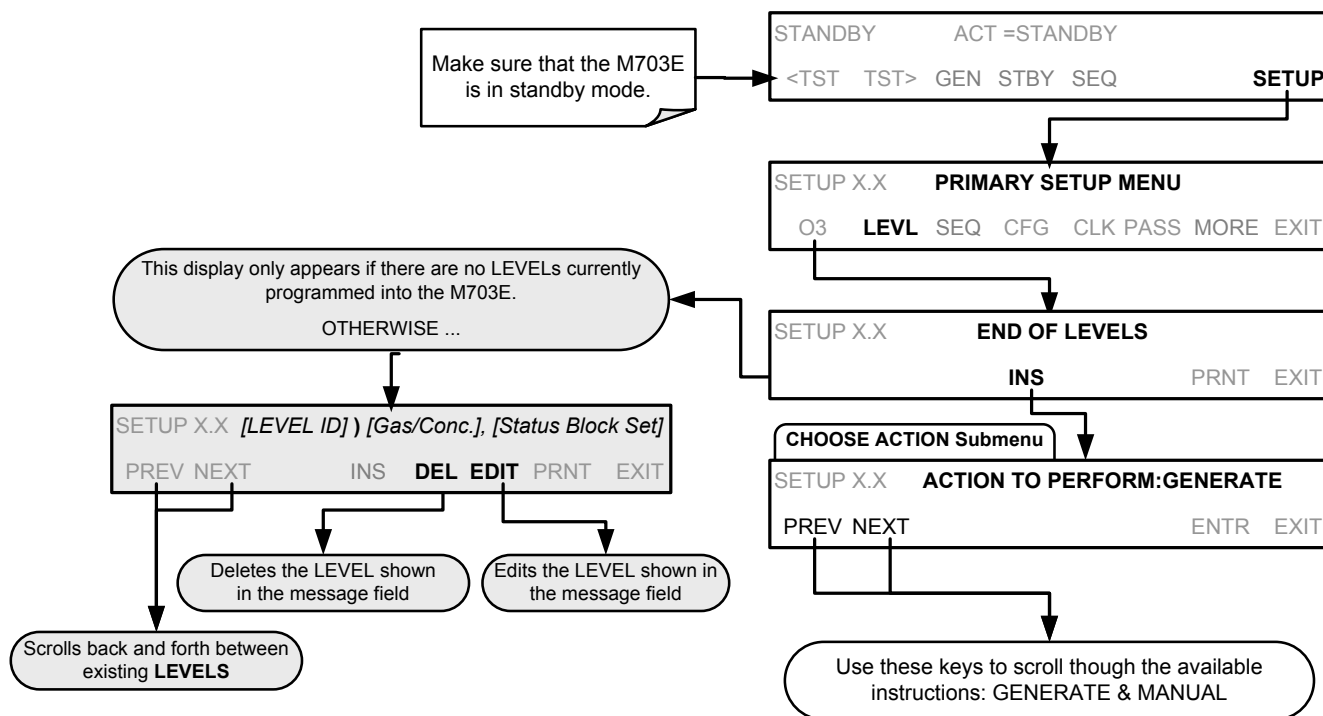 Make sure that the M703E
is in standby mode.
STANDBY ACT =STANDBY
<TST TST> GEN STBY SEQ SETUP
SETUP X.X PRIMARY SETUP MENU
O3 LEVL SEQ CFG CLK PASS MORE EXIT
This display only appears if there are no LEVELs currently
programmed into the M703E.
OTHERWISE ...
SETUP X.X END OF LEVELS
INS PRNT EXIT
SETUP X.X [LEVEL ID] ) [Gas/Conc.], [Status Block Set]
PREV NEXT INS DEL EDIT PRNT EXIT
CHOOSE ACTION Submenu
SETUP X.X ACTION TO PERFORM:GENERATE
PREV NEXT ENTR EXIT
Deletes the LEVEL shown
in the message field
Edits the LEVEL shown in
the message field
Scrolls back and forth between
existing LEVELS
Use these keys to scroll though the available
instructions: GENERATE & MANUAL